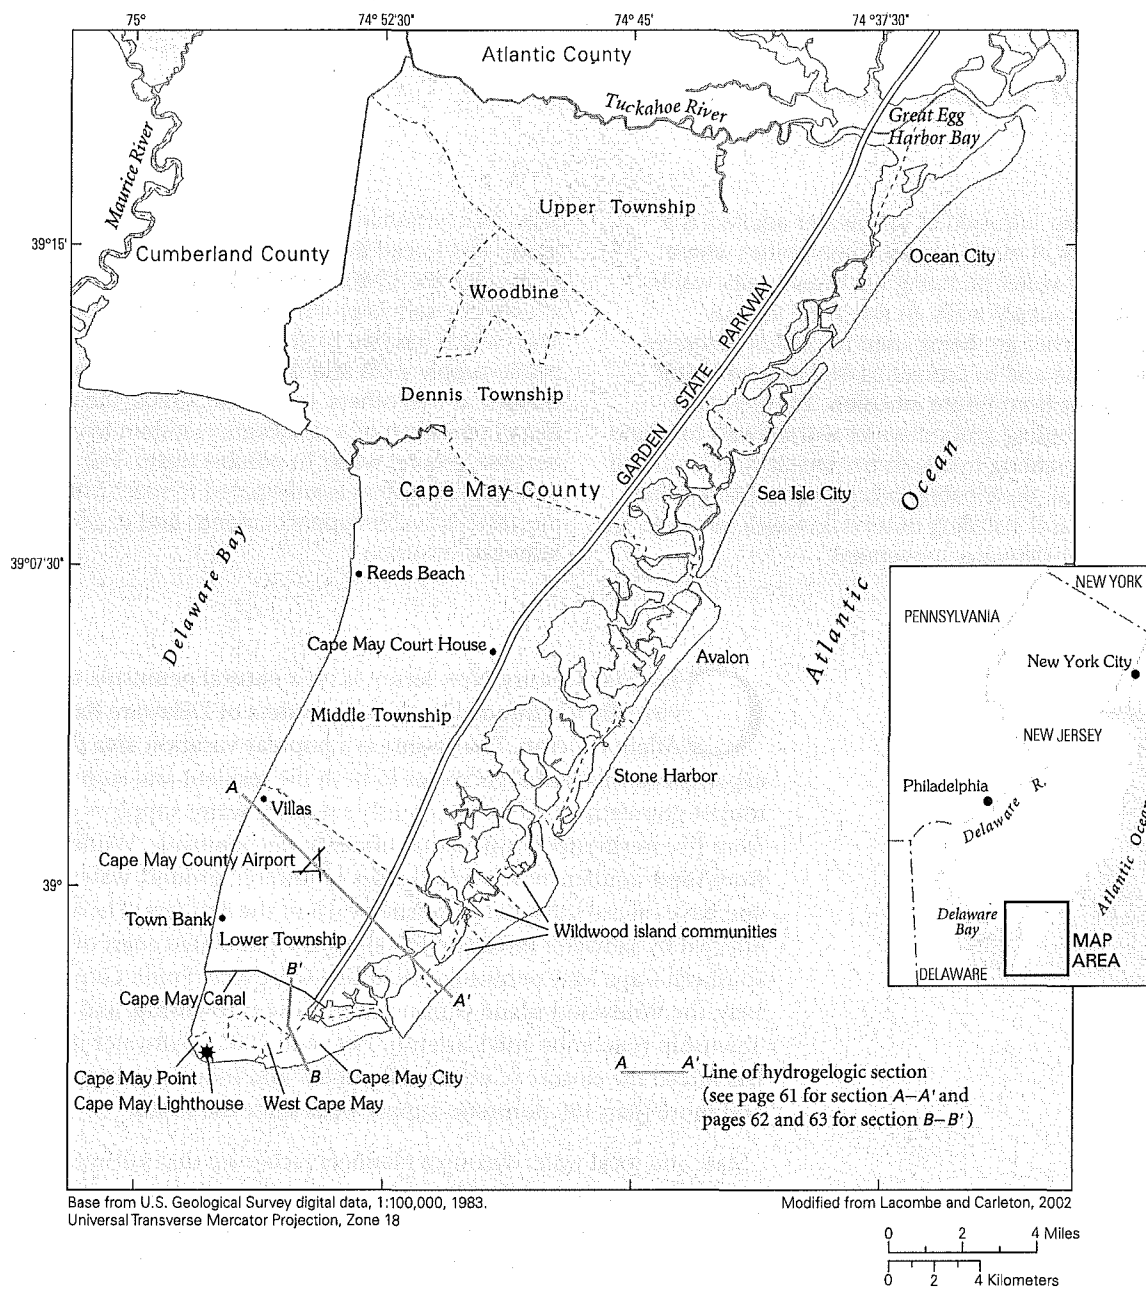 75°
74° 52'30"
74° 45'
74° 37'30"
Atlantic County
Tuckahoe River
Great Egg
Harbor Bay
Maurice River
Upper Township
39°15'
Cumberland County
Ocean City
Woodbine
GARDEN STATE PARKWAY
Dennis Township
Cape May County
Sea Isle City
Atlantic Ocean
Delaware Bay
39°07'30"
Reeds Beach
Cape May Court House
Avalon
Middle Township
Stone Harbor
A
Villas
Cape May County Airport
39°
Town Bank
Lower Township
Wildwood island communities
B'
A'
Cape May Canal
B
Cape May Point
Cape May City
Cape May Lighthouse
West Cape May
NEW YORK
PENNSYLVANIA
New York City
NEW JERSEY
Philadelphia
Delaware R.
Atlantic Ocean
Delaware
Bay
MAP
AREA
DELAWARE
A A' Line of hydrogelogic section
(see page 61 for section A–A' and
pages 62 and 63 for section B–B')
Base from U.S. Geological Survey digital data, 1:100,000, 1983.
Universal Transverse Mercator Projection, Zone 18
Modified from Lacombe and Carleton, 2002
0 2 4 Miles
0 2 4 Kilometers